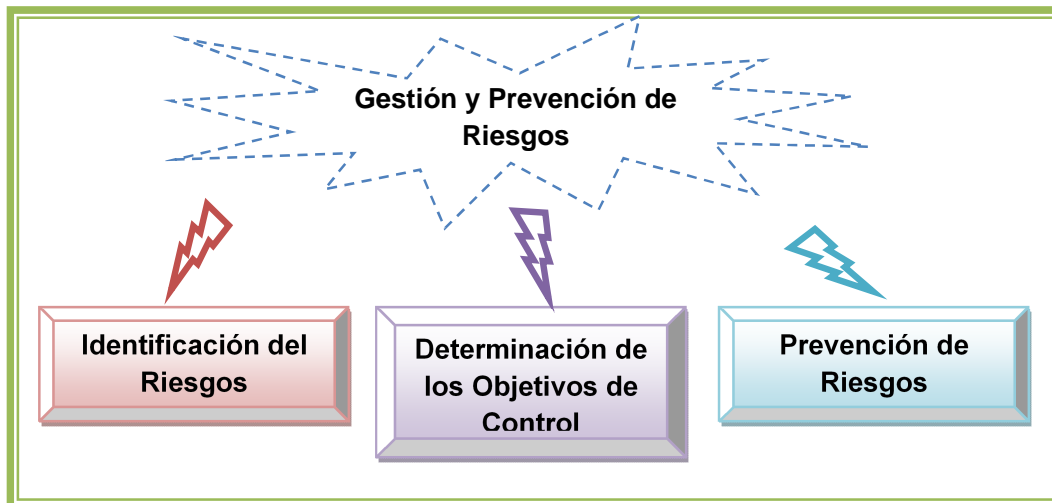 Gestión y Prevención de
Riesgos
Identificación del
Riesgos
Determinación de
los Objetivos de
Control
Prevención de
Riesgos